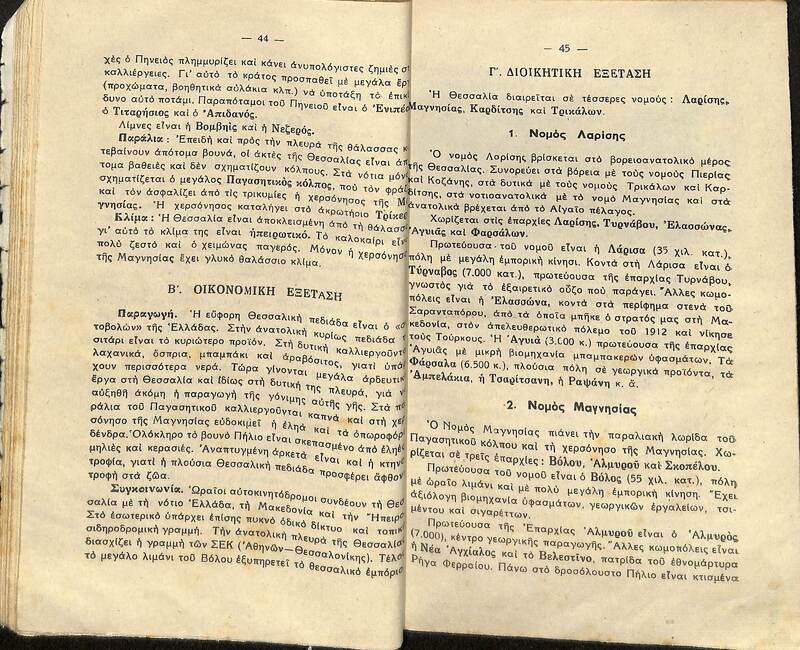 — 44 —
χὲς ὁ Πηνειὸς πλημμυρίζει καὶ κάνει ἀνυπολόγιστες ζημιὲς
καλλιέργειες. Γι' αὐτὸ τὸ κράτος προσπαθεῖ μὲ μεγάλα
(προχώματα, βοηθητικὰ αὐλάκια κλπ.) νὰ ὑποτάξῃ τὸ
δυνο αὐτὸ ποτάμι. Παραπόταμοι τοῦ Πηνειοῦ εἶναι ὁ
ὁ Τιταρήσιος καὶ ὁ Ἀπιδανός.
Λίμνες εἶναι ἡ Βοιβηῒς καὶ ἡ Νεζερός.
Παράλια : Ἐπειδὴ καὶ πρὸς τὴν πλευρὰ τῆς θάλασσας
τεβαίνουν ἀπότομα βουνά, οἱ ἀκτὲς τῆς Θεσσαλίας εἶναι
τομα βαθειὲς καὶ δὲν σχηματίζουν κόλπους. Στὰ νότια
σχηματίζεται ὁ μεγάλος Παγασητικὸς κόλπος, ποὺ τὸν
καὶ τὸν ἀσφαλίζει ἀπὸ τὶς τρικυμίες ἡ χερσόνησος τῆς
γνησίας. Ἡ χερσόνησος καταλήγει στὸ ἀκρωτήριο
Κλίμα : Ἡ Θεσσαλία εἶναι ἀποκλεισμένη ἀπὸ τὴ
γι' αὐτὸ τὸ κλίμα της εἶναι ἠπειρωτικό. Τὸ καλοκαίρι
πολὺ ζεστὸ καὶ ὁ χειμώνας παγερός. Μόνον ἡ
τῆς Μαγνησίας ἔχει γλυκὸ θαλάσσιο κλίμα.
Β΄. ΟΙΚΟΝΟΜΙΚΗ ΕΞΕΤΑΣΗ
Παραγωγή. Ἡ εὔφορη Θεσσαλικὴ πεδιάδα εἶναι ὁ
τοβολὼν» τῆς Ἑλλάδας. Στὴν ἀνατολικὴ κυρίως πεδιάδα
σιτάρι εἶναι τὸ κυριώτερο προϊόν. Στὴ δυτικὴ
λαχανικά, ὄσπρια, μπαμπάκι καὶ ἀραβόσιτος, γιατὶ
χουν περισσότερα νερά. Τώρα γίνονται μεγάλα
ἔργα στὴ Θεσσαλία καὶ ἰδίως στὴ δυτική της πλευρά, γιὰ
αὐξηθῆ ἀκόμη ἡ παραγωγὴ τῆς γόνιμης αὐτῆς γῆς. Στὰ
ράλια τοῦ Παγασητικοῦ καλλιεργοῦνται καπνὰ καὶ στὴ
σόνησο τῆς Μαγνησίας εὐδοκιμεῖ ἡ ἐληὰ καὶ τὰ
δένδρα. Ὁλόκληρο τὸ βουνὸ Πήλιο εἶναι σκεπασμένο ἀπὸ
μηλιὲς καὶ κερασιές. Ἀναπτυγμένη ἀρκετὰ εἶναι καὶ ἡ
τροφία, γιατὶ ἡ πλούσια Θεσσαλικὴ πεδιάδα προσφέρει
τροφὴ στὰ ζῶα.
Συγκοινωνία. Ὡραῖοι αὐτοκινητόδρομοι συνδέουν τὴ
σαλία μὲ τὴ νότιο Ἑλλάδα, τὴ Μακεδονία καὶ τὴν
Στὸ ἐσωτερικὸ ὑπάρχει ἐπίσης πυκνὸ ὁδικὸ δίκτυο καὶ
σιδηροδρομικὴ γραμμή. Τὴν ἀνατολικὴ πλευρὰ τῆς Θεσσαλίας
διασχίζει ἡ γραμμὴ τῶν ΣΕΚ (Ἀθηνῶν—Θεσσαλονίκης).
τὸ μεγάλο λιμάνι τοῦ Βόλου ἐξυπηρετεῖ τὸ θεσσαλικὸ
— 45 —
Γ΄. ΔΙΟΙΚΗΤΙΚΗ ΕΞΕΤΑΣΗ
Ἡ Θεσσαλία διαιρεῖται σὲ τέσσερες νομούς : Λαρίσης,
Μαγνησίας, Καρδίτσης καὶ Τρικάλων.
1. Νομὸς Λαρίσης
Ὁ νομὸς Λορίσης βρίσκεται στὸ βορειοανατολικὸ μέρος
τῆς Θεσσαλίας. Συνορεύει στὰ βόρεια μὲ τοὺς νομοὺς Πιερίας
καὶ Κοζάνης, στὰ δυτικὰ μὲ τοὺς νομοὺς Τρικάλων καὶ Καρ-
δίτσης, στὰ νοτιοανατολικὰ μὲ τὸ νομὸ Μαγνησίας καὶ στὰ
ἀνατολικὰ βρέχεται ἀπὸ τὸ Αἰγαῖο πέλαγος.
Χωρίζεται στὶς ἐπαρχίες Λαρίσης, Τυρνάβου, Ἐλασσώνας,
Ἀγυιᾶς καὶ Φαρσάλων.
Πρωτεύουσα τοῦ νομοῦ εἶναι ἡ Λάρισα (35 χιλ. κατ.),
πόλη μὲ μεγάλη ἐμπορικὴ κίνησι. Κοντὰ στὴ Λάρισα εἶναι ὁ
Τύρναβος (7.000 κατ.), πρωτεύουσα τῆς ἐπαρχίας Τυρνάβου,
γνωστὸς γιὰ τὸ ἐξαιρετικὸ οὖζο ποὺ παράγει. Ἄλλες κωμο-
πόλεις εἶναι ἡ Ἐλασσῶνα, κοντὰ στὰ περίφημα στενὰ τοῦ
Σαρανταπόρου, ἀπὸ τὰ ὁποῖα μπῆκε ὁ στρατός μας στὴ Μα-
κεδονία, στὸν ἀπελευθερωτικὸ πόλεμο τοῦ 1912 καὶ νίκησε
τοὺς Τούρκους. Ἡ Ἀγυιὰ (3.600 κ.) πρωτεύουσα τῆς ἐπαρχίας
Ἀγυιᾶς μὲ μικρὴ βιομηχανία μπαμπακερῶν ὑφασμάτων. Τὰ
Φάρσαλα (6.500 κ.), πλούσια πόλη σὲ γεωργικὰ προϊόντα, τὰ
Ἀμπελάκια, ἡ Τσαρίτσανη, ἡ Ραψάνη κ. ἄ.
2. Νομὸς Μαγνησίας
Ὁ Νομὸς Μαγνησίας πιάνει τὴν παραλιακὴ λωρίδα τοῦ
Παγασητικοῦ κόλπου καὶ τὴ χερσόνησο τῆς Μαγνησίας. Χω-
ρίζεται σὲ τρεῖς ἐπαρχίες : Βόλου, Ἀλμυροῦ καὶ Σκοπέλου.
Πρωτεύουσα τοῦ νομοῦ εἶναι ὁ Βόλος (55 χιλ. κατ.), πόλη
μὲ ὡραῖο λιμάνι καὶ μὲ πολὺ μεγάλη ἐμπορικὴ κίνηση. Ἔχει
ἀξιόλογη βιομηχανία ὑφασμάτων, γεωργικῶν ἐργαλείων, τσι-
μέντου καὶ σιγαρέττων.
Πρωτεύουσα τῆς Ἐπαρχίας Ἀλμυροῦ εἶναι ὁ Ἀλμυρὸς
(7.000), κέντρο γεωργικῆς παραγωγῆς. Ἄλλες κωμοπόλεις εἶναι
ἡ Νέα Ἀγχίαλος καὶ τὸ Βελεστῖνο, πατρίδα τοῦ ἐθνομάρτυρα
Ρήγα Φερραίου. Πάνω στὸ δροσόλουστο Πήλιο εἶναι κτισμένα